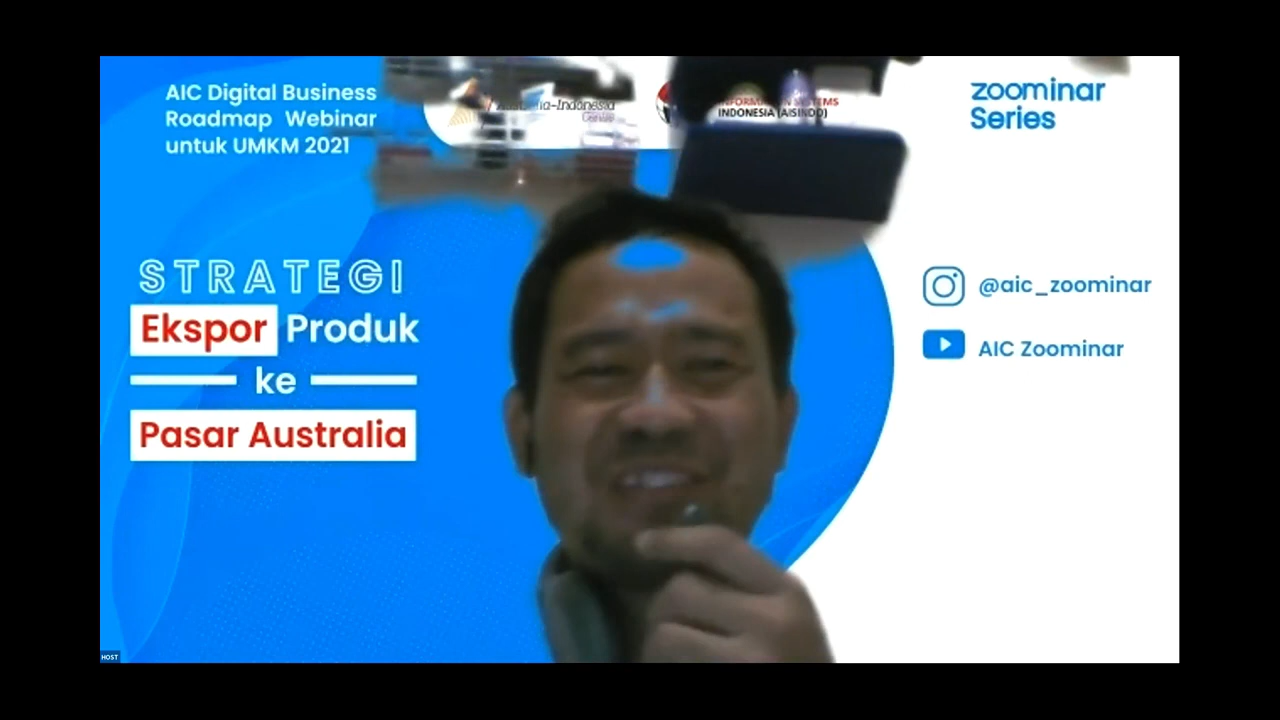 AIC Digital Business
Roadmap Webinar
untuk UMKM 2021
INDONESIA (AISINDO)
zoominar
Series
STRATEGI
Ekspor Produk
ke
Pasar Australia
@aic_zoominar
AIC Zoominar
HOST